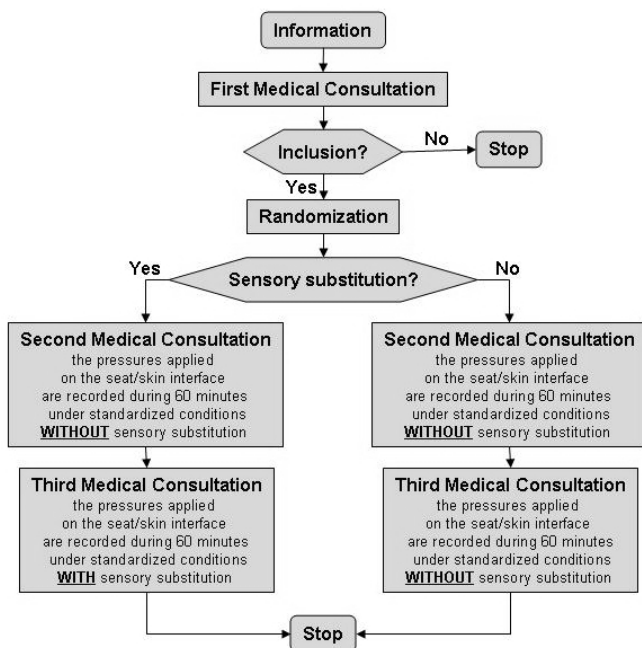 Information
First Medical Consultation
Inclusion?
No
Stop
Yes
Randomization
Yes
Sensory substitution?
No
Second Medical Consultation
the pressures applied
on the seat/skin interface
are recorded during 60 minutes
under standardized conditions
WITHOUT sensory substitution
Second Medical Consultation
the pressures applied
on the seat/skin interface
are recorded during 60 minutes
under standardized conditions
WITHOUT sensory substitution
Third Medical Consultation
the pressures applied
on the seat/skin interface
are recorded during 60 minutes
under standardized conditions
WITH sensory substitution
Third Medical Consultation
the pressures applied
on the seat/skin interface
are recorded during 60 minutes
under standardized conditions
WITHOUT sensory substitution
Stop